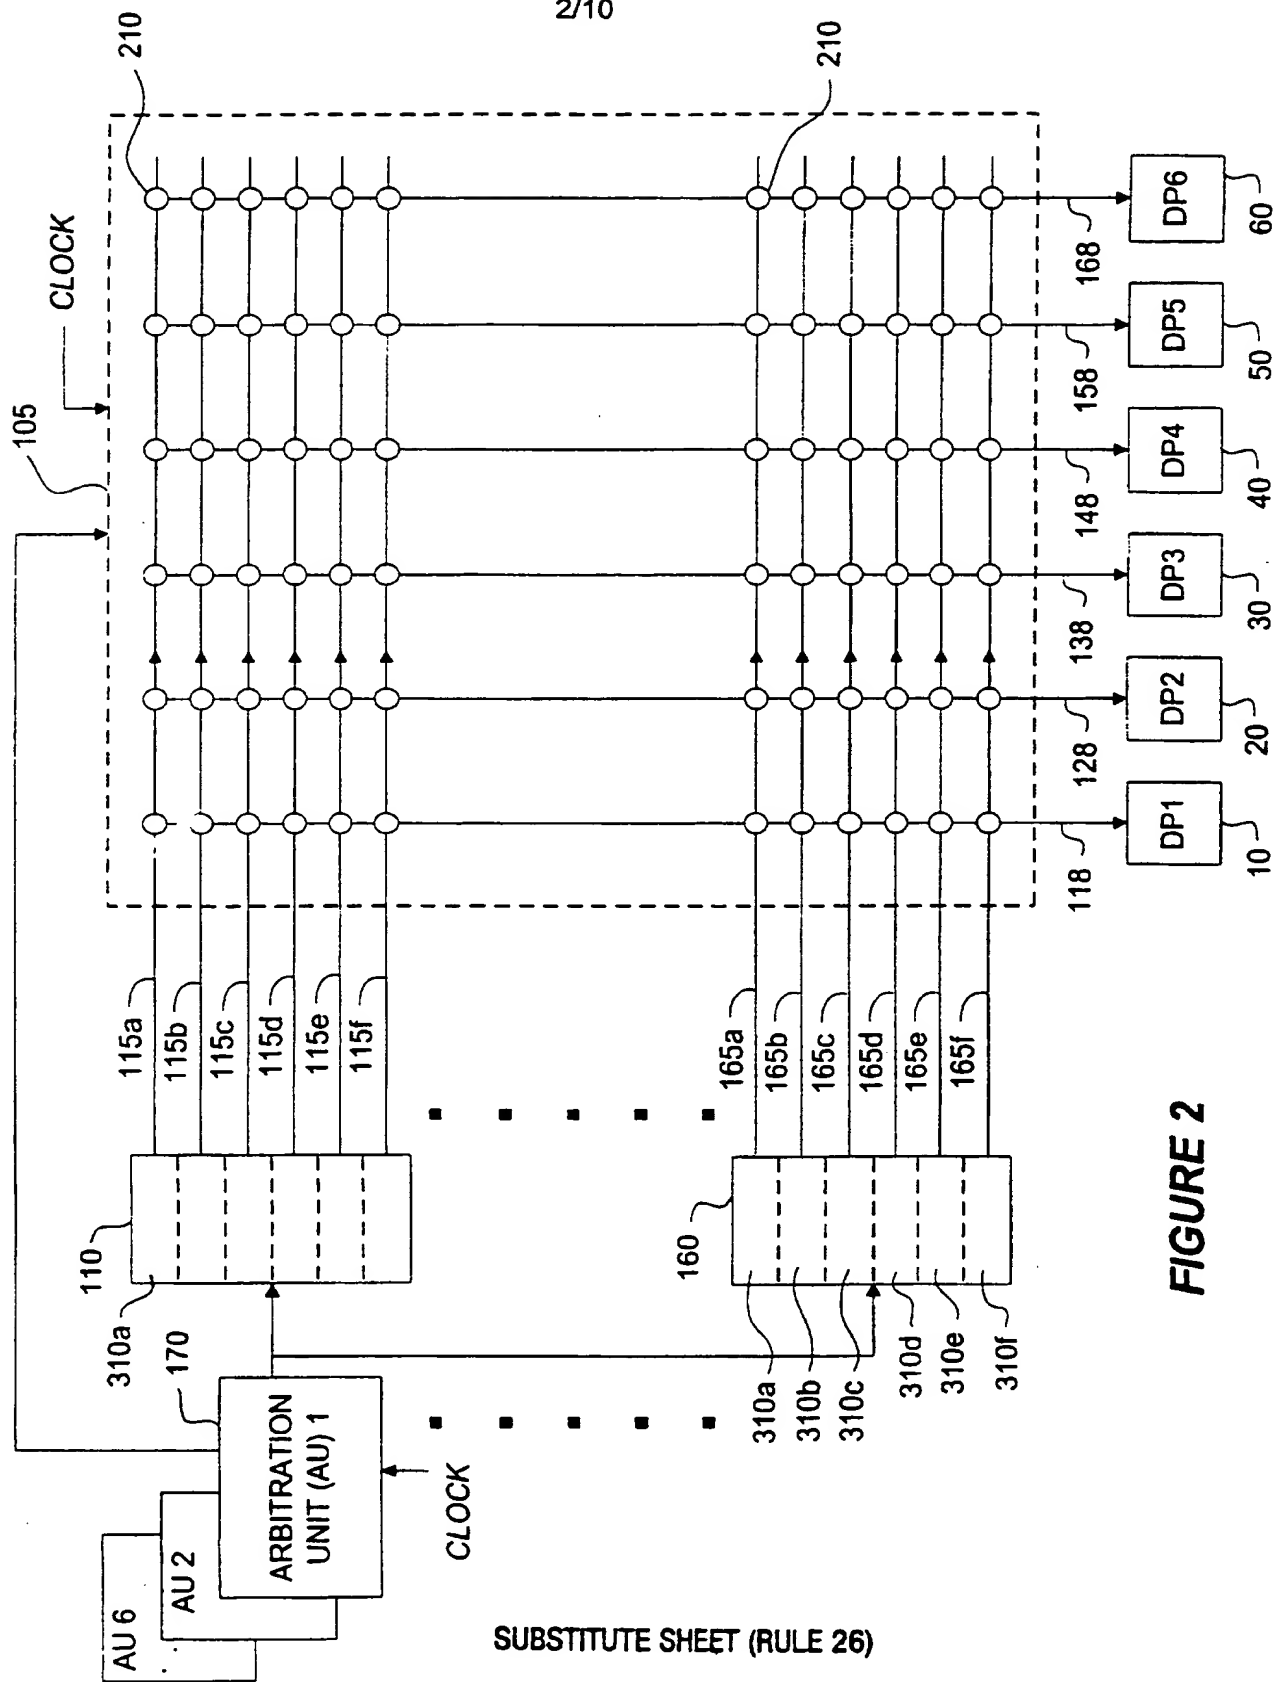 2/10
105
CLOCK
210
210
115a
115b
115c
115d
115e
115f
165a
165b
165c
165d
165e
165f
110
310a
160
310a
310b
310c
310d
310e
310f
170
ARBITRATION
UNIT (AU) 1
AU 2
AU 6
CLOCK
118
128
138
148
158
168
DP1
DP2
DP3
DP4
DP5
DP6
10
20
30
40
50
60
FIGURE 2
SUBSTITUTE SHEET (RULE 26)